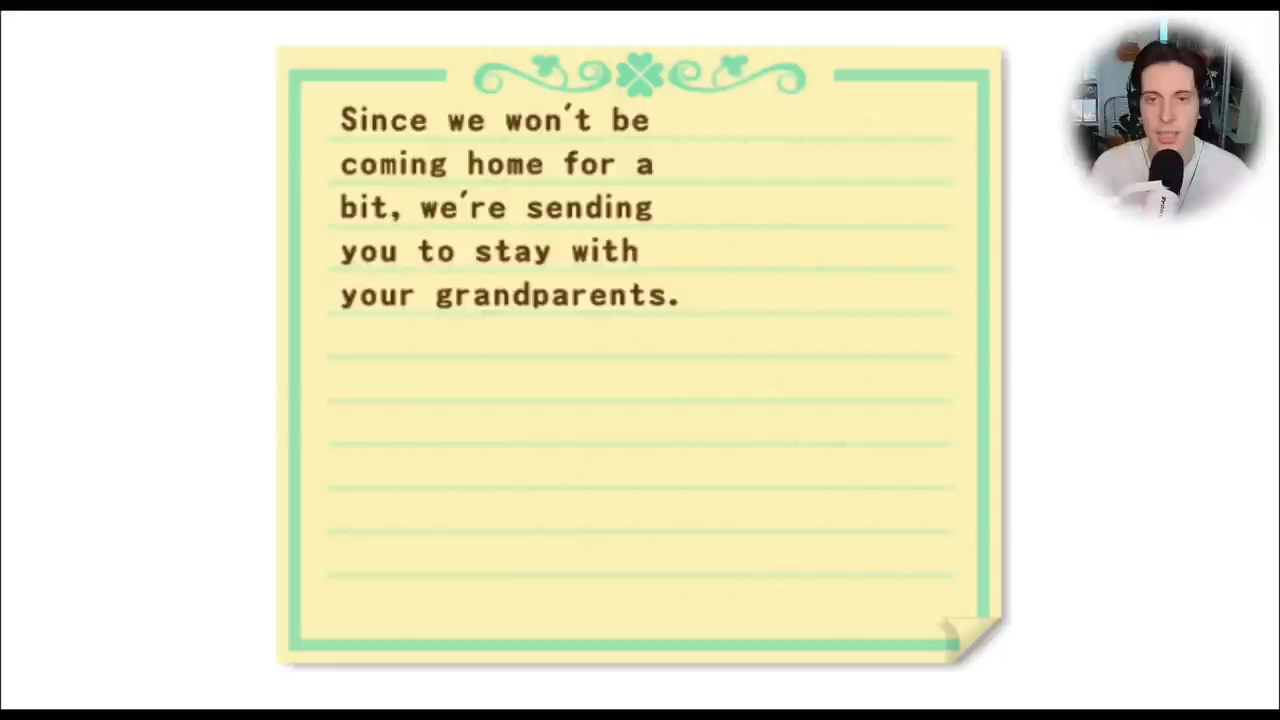 Since we won't be
coming home for a
bit, we're sending
you to stay with
your grandparents.